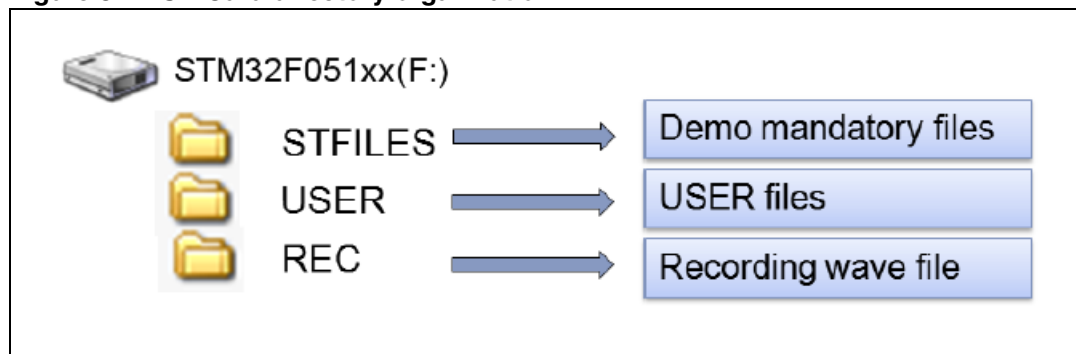 STM32F051xx(F:)
STFILES
Demo mandatory files
USER
USER files
REC
Recording wave file